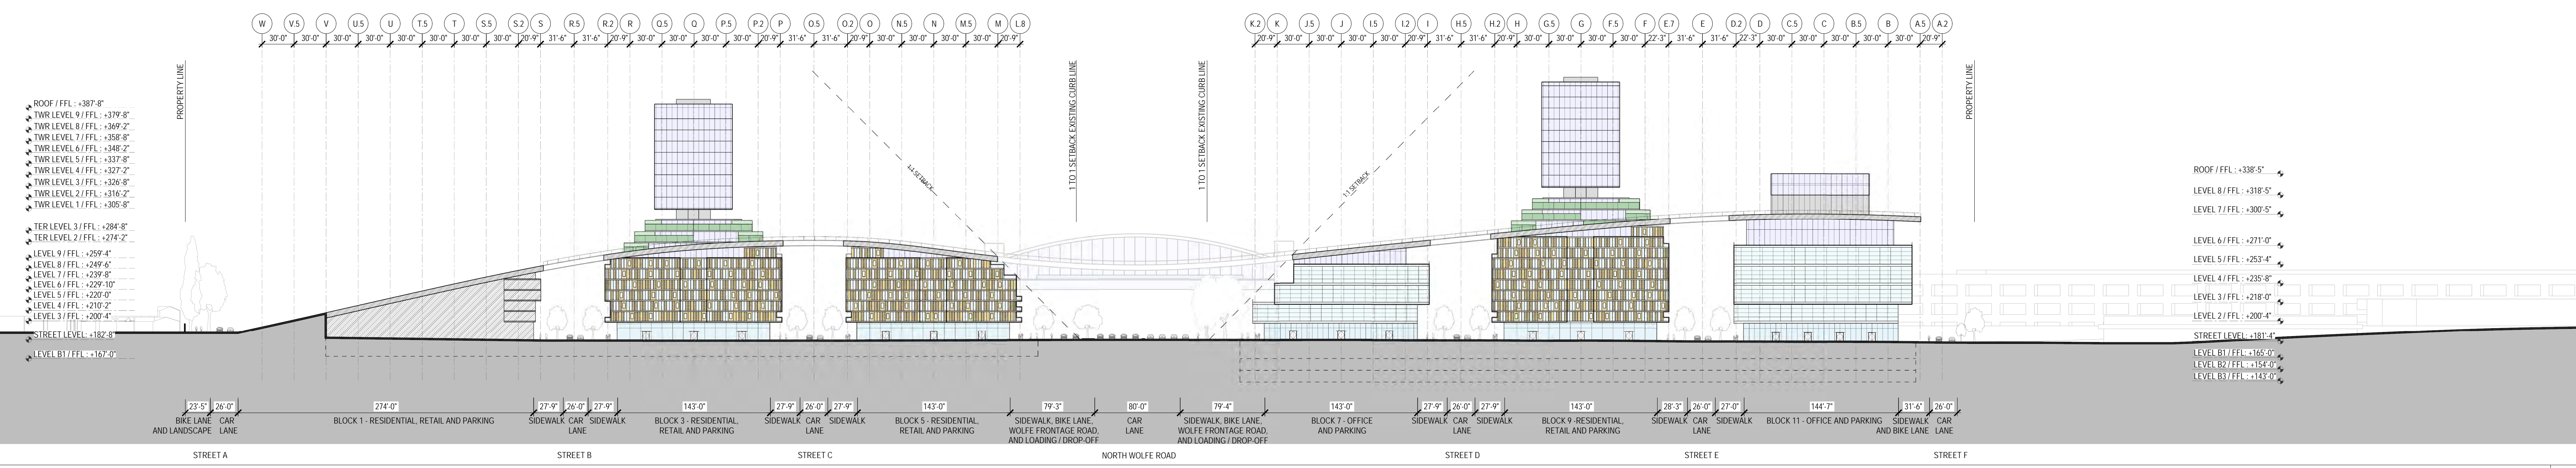 W V.5 V U.5 U T.5 T S.5 S.2 S R.5 R.2 R Q.5 Q P.5 P.2 P O.5 O.2 O N.5 N M.5 M L.8 K.2 K J.5 J I.5 I.2 I H.5 H.2 H G.5 G F.5 F E.7 E D.2 D C.5 C B.5 B A.5 A.2
30'-0" 30'-0" 30'-0" 30'-0" 30'-0" 30'-0" 30'-0" 30'-0" 20'-9" 31'-6" 31'-6" 20'-9" 30'-0" 30'-0" 30'-0" 30'-0" 20'-9" 31'-6" 31'-6" 20'-9" 30'-0" 30'-0" 30'-0" 30'-0" 20'-9" 20'-9" 30'-0" 30'-0" 30'-0" 30'-0" 20'-9" 31'-6" 31'-6" 20'-9" 30'-0" 30'-0" 30'-0" 30'-0" 22'-3" 31'-6" 31'-6" 22'-3" 30'-0" 30'-0" 30'-0" 30'-0" 30'-0" 20'-9"
PROPERTY LINE
1 TO 1 SETBACK EXISTING CURB LINE
1 TO 1 SETBACK EXISTING CURB LINE
PROPERTY LINE
1:1 SETBACK
1:1 SETBACK
ROOF / FFL : +387'-8"
TWR LEVEL 9 / FFL : +379'-8"
TWR LEVEL 8 / FFL : +369'-2"
TWR LEVEL 7 / FFL : +358'-8"
TWR LEVEL 6 / FFL : +348'-2"
TWR LEVEL 5 / FFL : +337'-8"
TWR LEVEL 4 / FFL : +327'-2"
TWR LEVEL 3 / FFL : +326'-8"
TWR LEVEL 2 / FFL : +316'-2"
TWR LEVEL 1 / FFL : +305'-8"
TER LEVEL 3 / FFL : +284'-8"
TER LEVEL 2 / FFL : +274'-2"
LEVEL 9 / FFL : +259'-4"
LEVEL 8 / FFL : +249'-6"
LEVEL 7 / FFL : +239'-8"
LEVEL 6 / FFL : +229'-10"
LEVEL 5 / FFL : +220'-0"
LEVEL 4 / FFL : +210'-2"
LEVEL 3 / FFL : +200'-4"
STREET LEVEL : +182'-8"
LEVEL B1 / FFL : +167'-0"
ROOF / FFL : +338'-5"
LEVEL 8 / FFL : +318'-5"
LEVEL 7 / FFL : +300'-5"
LEVEL 6 / FFL : +271'-0"
LEVEL 5 / FFL : +253'-4"
LEVEL 4 / FFL : +235'-8"
LEVEL 3 / FFL : +218'-0"
LEVEL 2 / FFL : +200'-4"
STREET LEVEL: +181'-4"
LEVEL B1 / FFL : +165'-0"
LEVEL B2 / FFL : +154'-0"
LEVEL B3 / FFL : +143'-0"
23'-5" 26'-0" 274'-0" 27'-9" 26'-0" 27'-9" 143'-0" 27'-9" 26'-0" 27'-9" 143'-0" 79'-3" 80'-0" 79'-4" 143'-0" 27'-9" 26'-0" 27'-9" 143'-0" 28'-3" 26'-0" 27'-0" 144'-7" 31'-6" 26'-0"
BIKE LANE CAR BLOCK 1 - RESIDENTIAL, RETAIL AND PARKING SIDEWALK CAR SIDEWALK BLOCK 3 - RESIDENTIAL, SIDEWALK CAR SIDEWALK BLOCK 5 - RESIDENTIAL, SIDEWALK, BIKE LANE, CAR SIDEWALK, BIKE LANE, BLOCK 7 - OFFICE SIDEWALK CAR SIDEWALK BLOCK 9 -RESIDENTIAL, SIDEWALK CAR SIDEWALK BLOCK 11 - OFFICE AND PARKING SIDEWALK CAR
AND LANDSCAPE LANE LANE RETAIL AND PARKING LANE RETAIL AND PARKING WOLFE FRONTAGE ROAD, LANE WOLFE FRONTAGE ROAD, AND PARKING LANE RETAIL AND PARKING LANE AND BIKE LANE LANE
AND LOADING / DROP-OFF AND LOADING / DROP-OFF
STREET A STREET B STREET C NORTH WOLFE ROAD STREET D STREET E STREET F